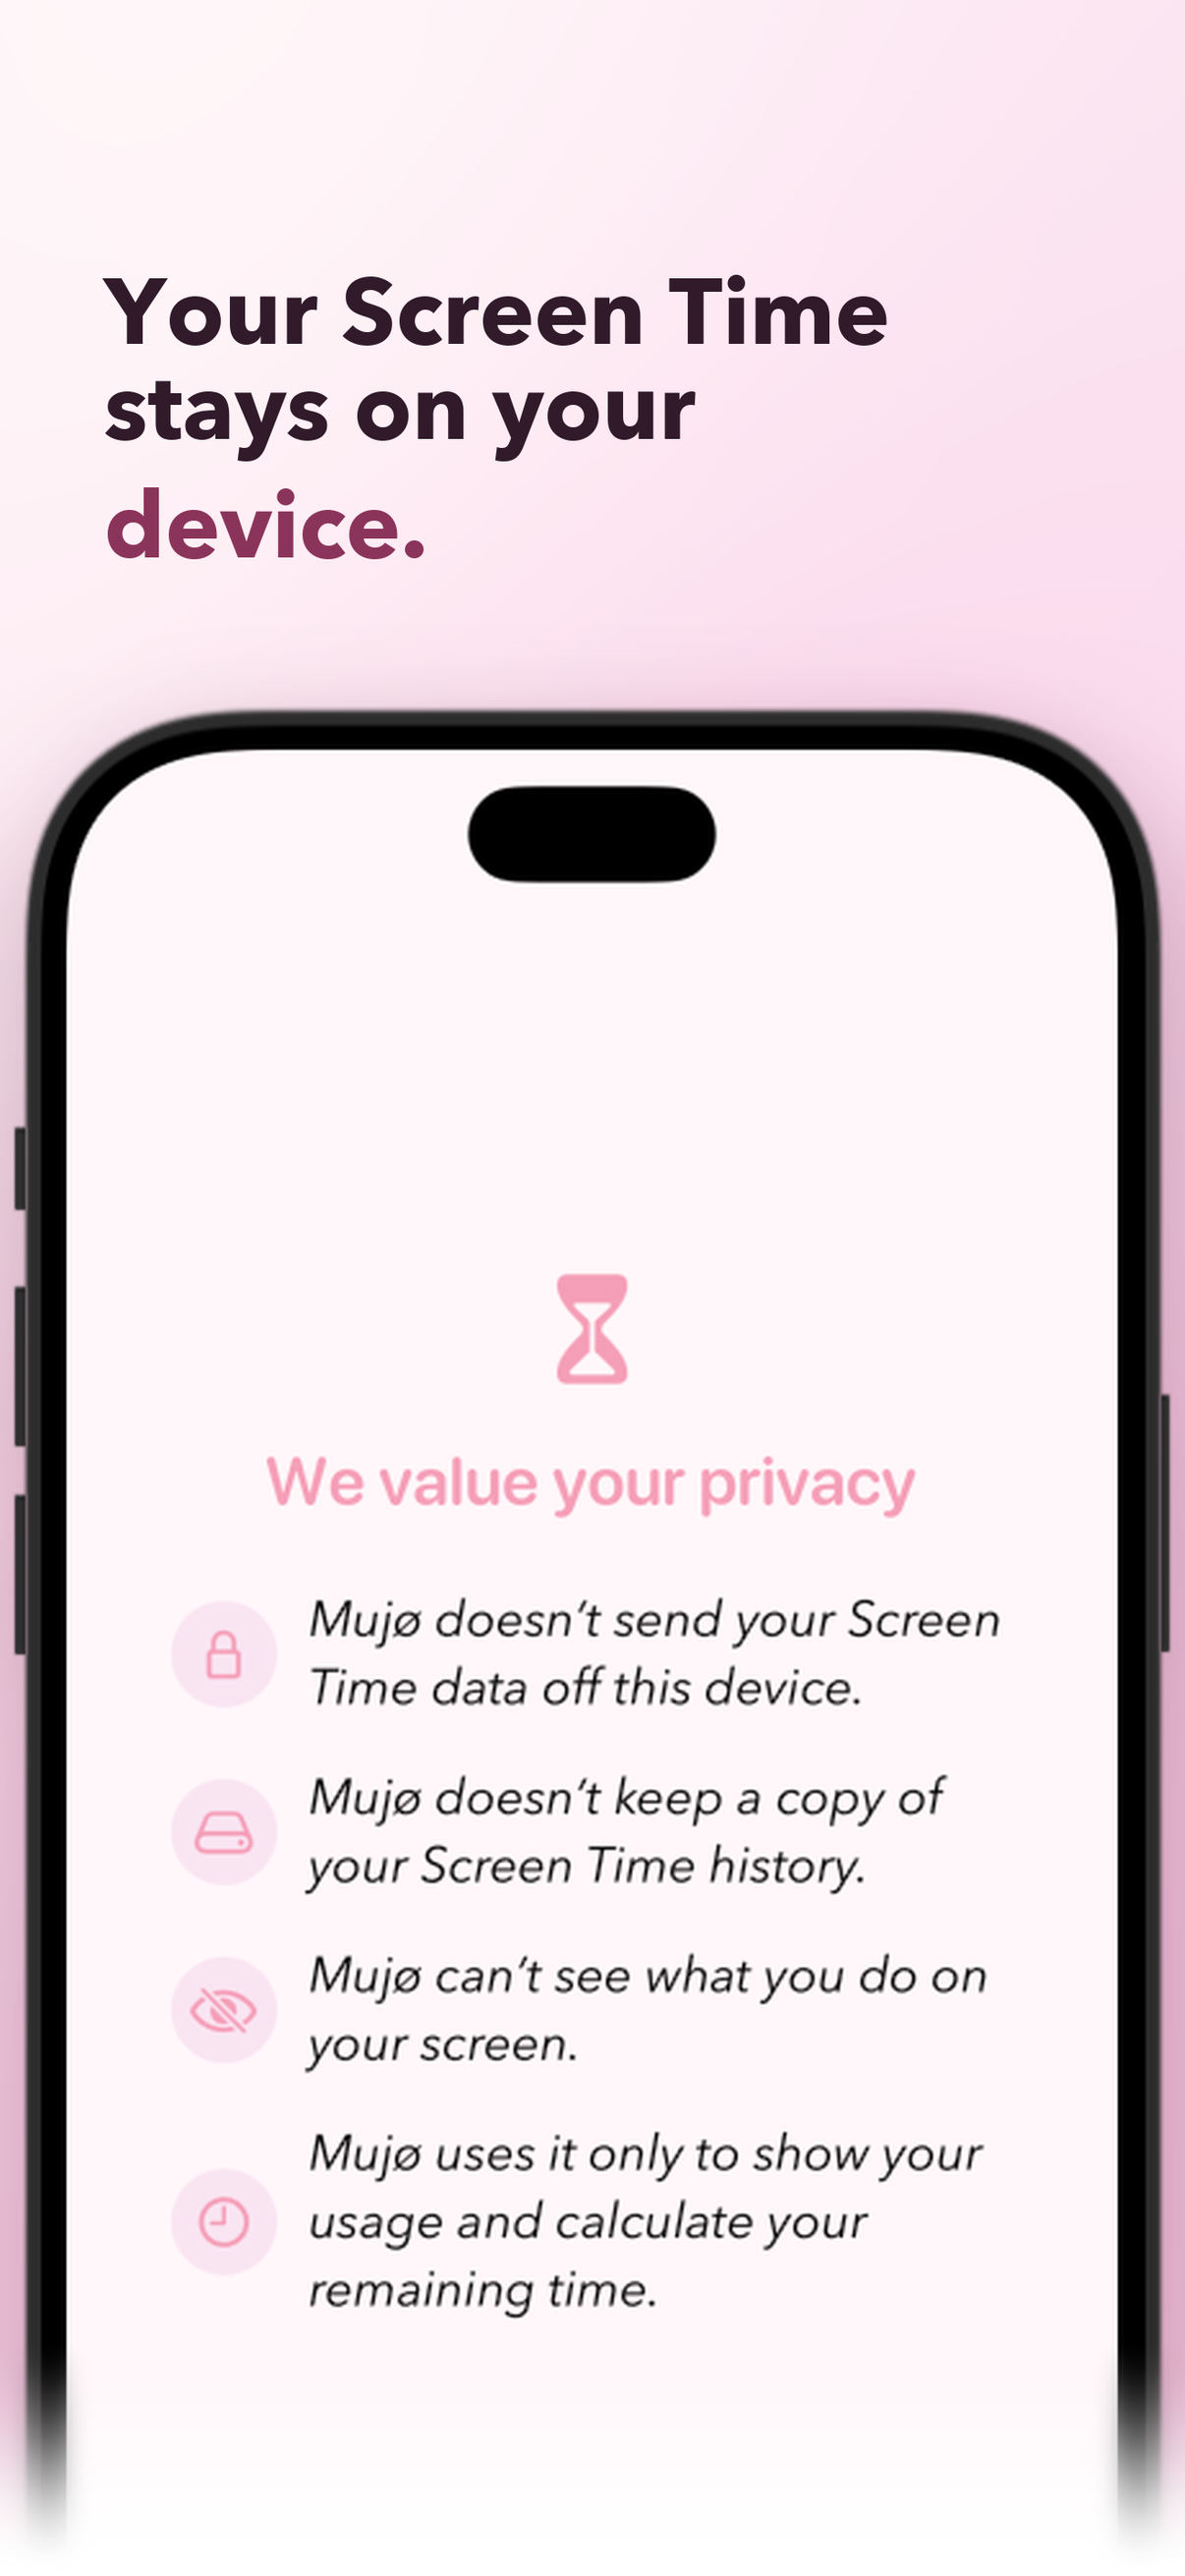 Your Screen Time
stays on your
device.
We value your privacy
Mujø doesn’t send your Screen
Time data off this device.
Mujø doesn’t keep a copy of
your Screen Time history.
Mujø can’t see what you do on
your screen.
Mujø uses it only to show your
usage and calculate your
remaining time.